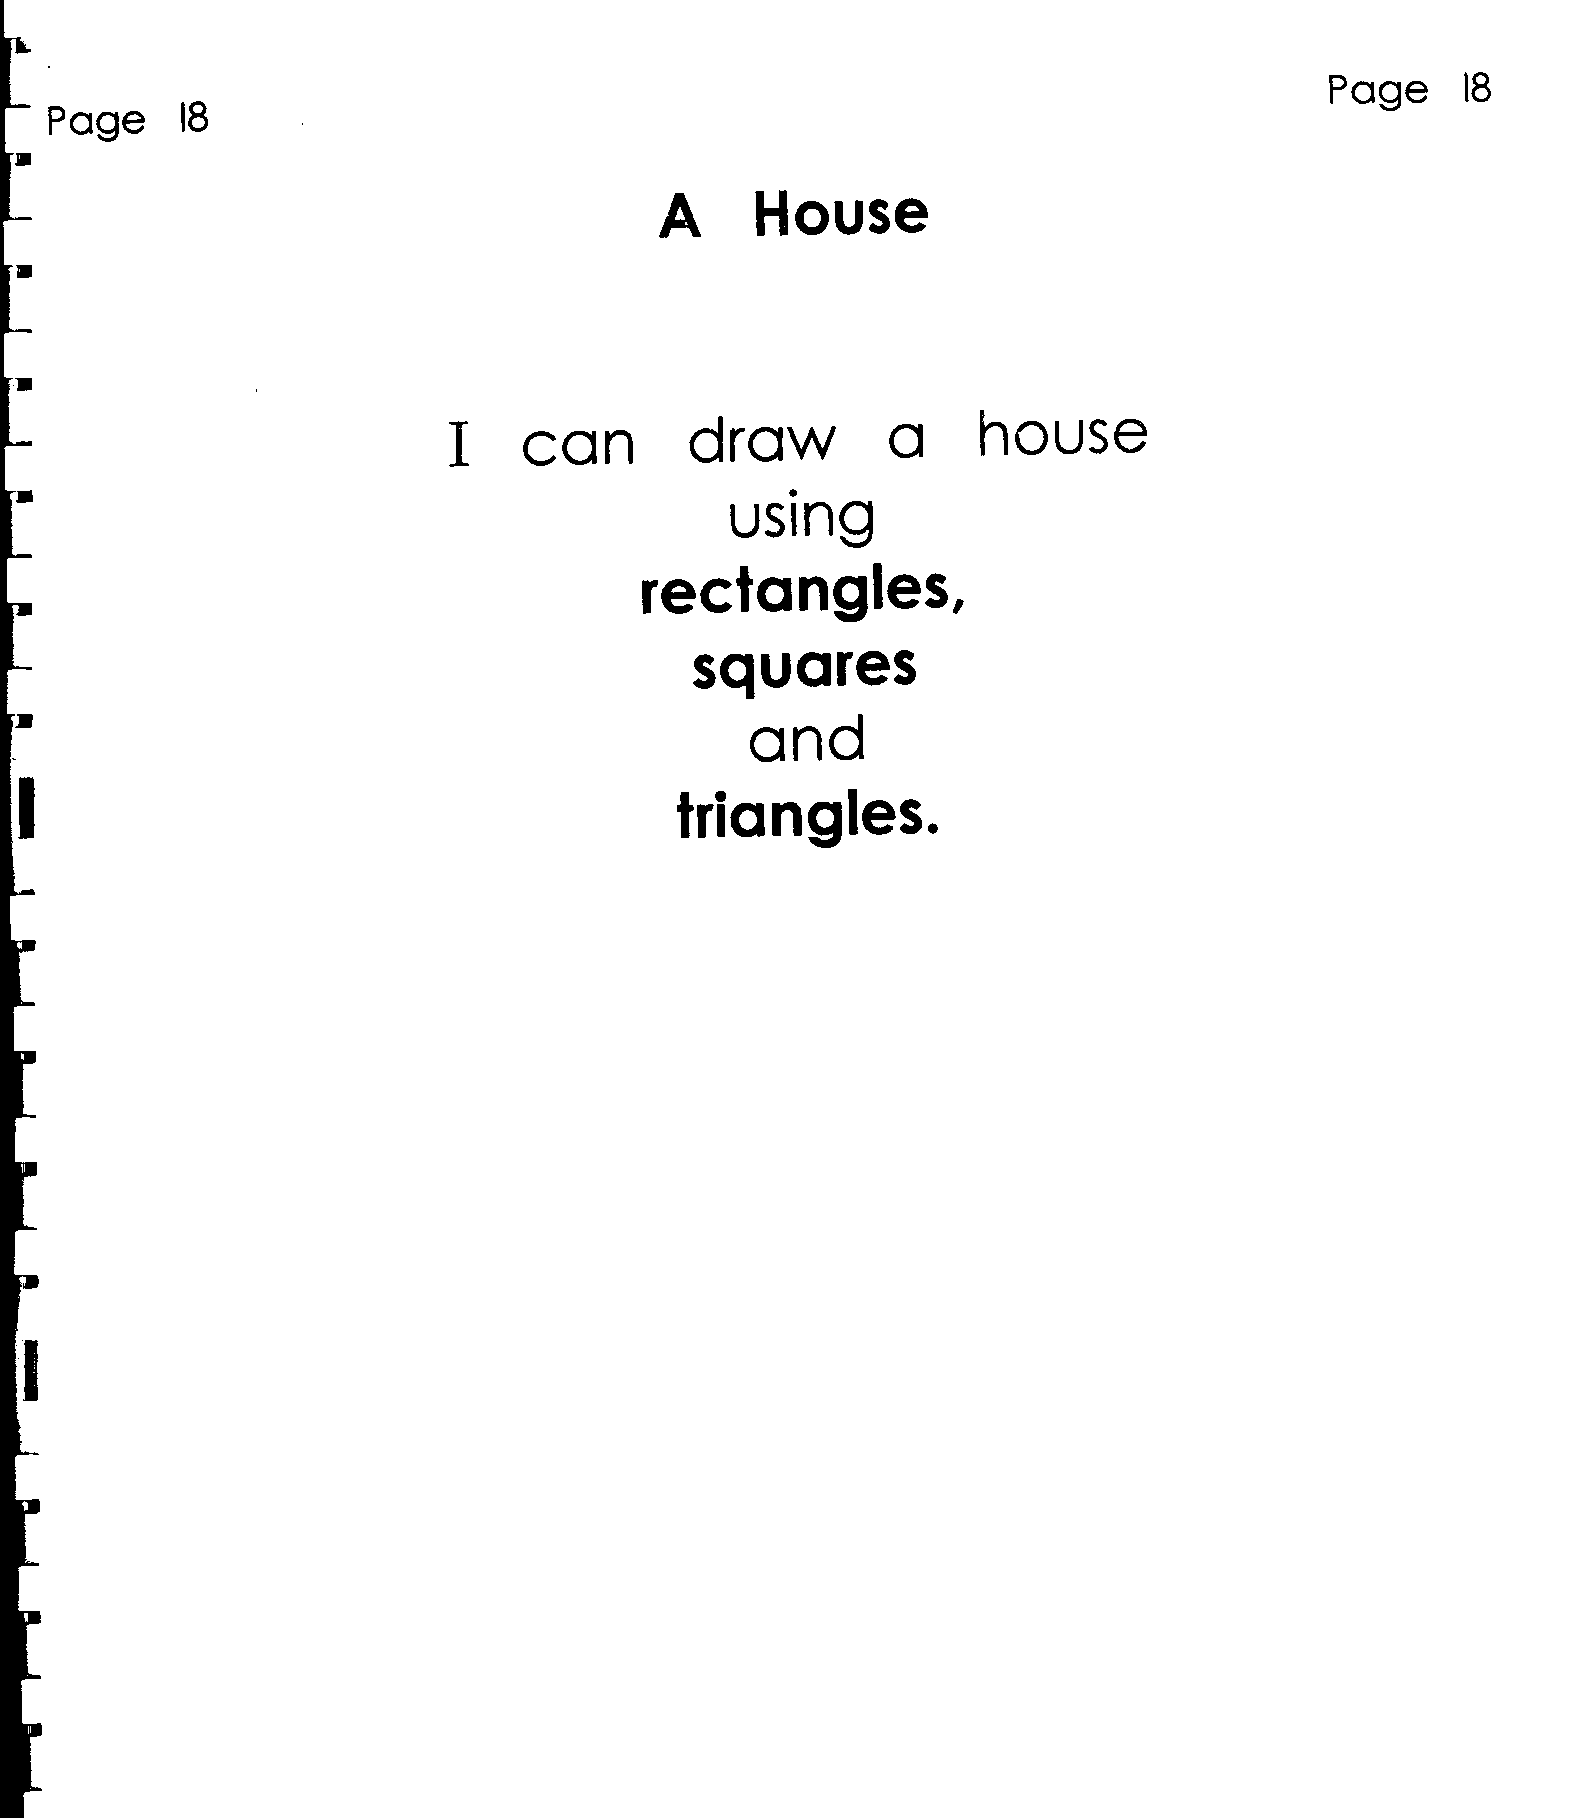 Page 18
Page 18
A House
I can draw a house
using
rectangles,
squares
and
triangles.